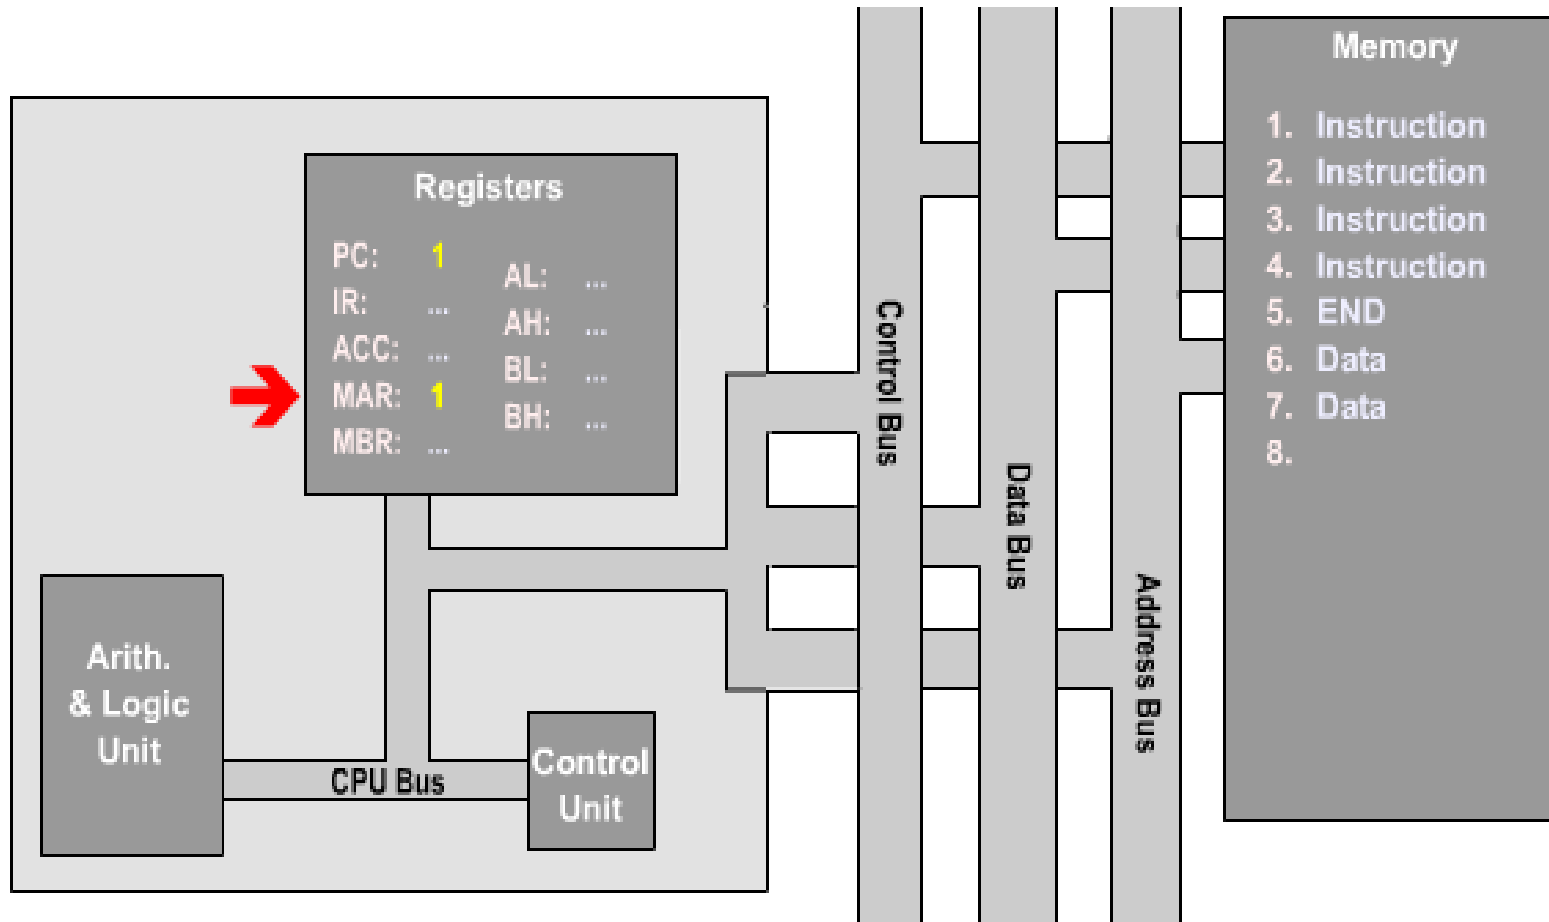 Registers
PC: 1
IR: ...
ACC: ...
MAR: 1
MBR: ...
AL: ...
AH: ...
BL: ...
BH: ...
Arith.
& Logic
Unit
CPU Bus
Control
Unit
Control Bus
Data Bus
Address Bus
Memory
1. Instruction
2. Instruction
3. Instruction
4. Instruction
5. END
6. Data
7. Data
8.